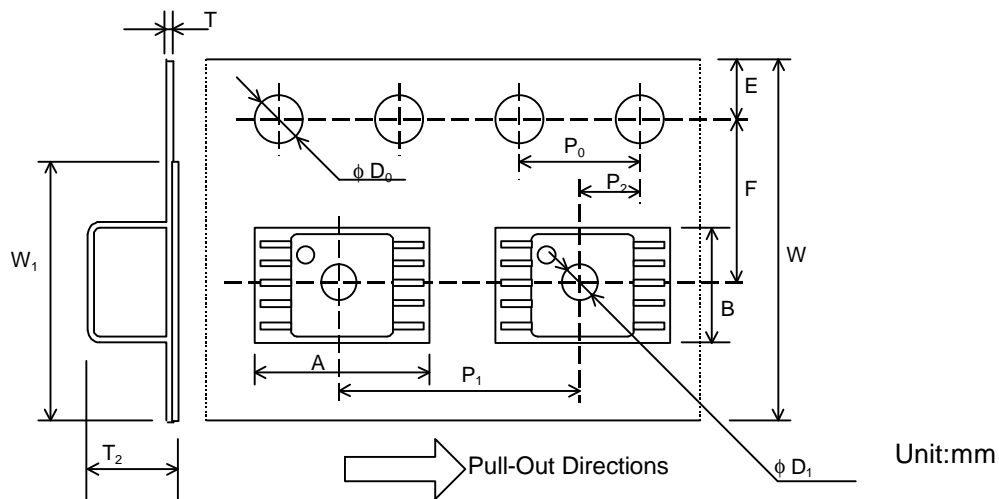 T
E
P₀
φ D₀
P₂
F
W₁
W
B
A
P₁
T₂
Pull-Out Directions
φ D₁
Unit:mm